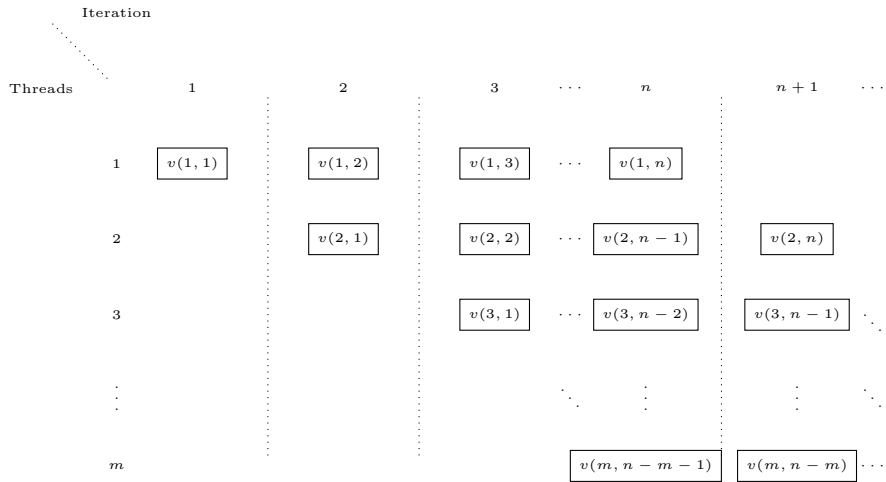 Iteration
Threads 1 2 3 ⋯ n n + 1 ⋯
1 v(1, 1) v(1, 2) v(1, 3) ⋯ v(1, n)
2 v(2, 1) v(2, 2) ⋯ v(2, n − 1) v(2, n)
3 v(3, 1) ⋯ v(3, n − 2) v(3, n − 1) ⋱
⋮ ⋱ ⋮ ⋮ ⋱
m v(m, n − m − 1) v(m, n − m) ⋯